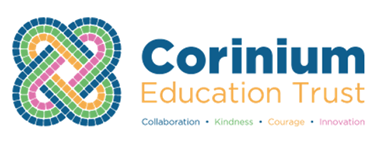 Corinium
Education Trust
Collaboration • Kindness • Courage • Innovation